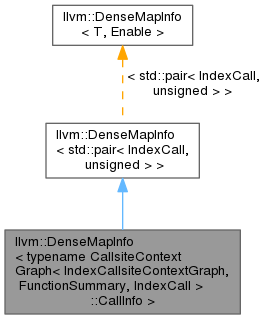 llvm::DenseMapInfo
< T, Enable >
< std::pair< IndexCall,
unsigned > >
llvm::DenseMapInfo
< std::pair< IndexCall,
unsigned > >
llvm::DenseMapInfo
< typename CallsiteContext
Graph< IndexCallsiteContextGraph,
FunctionSummary, IndexCall >
::CallInfo >